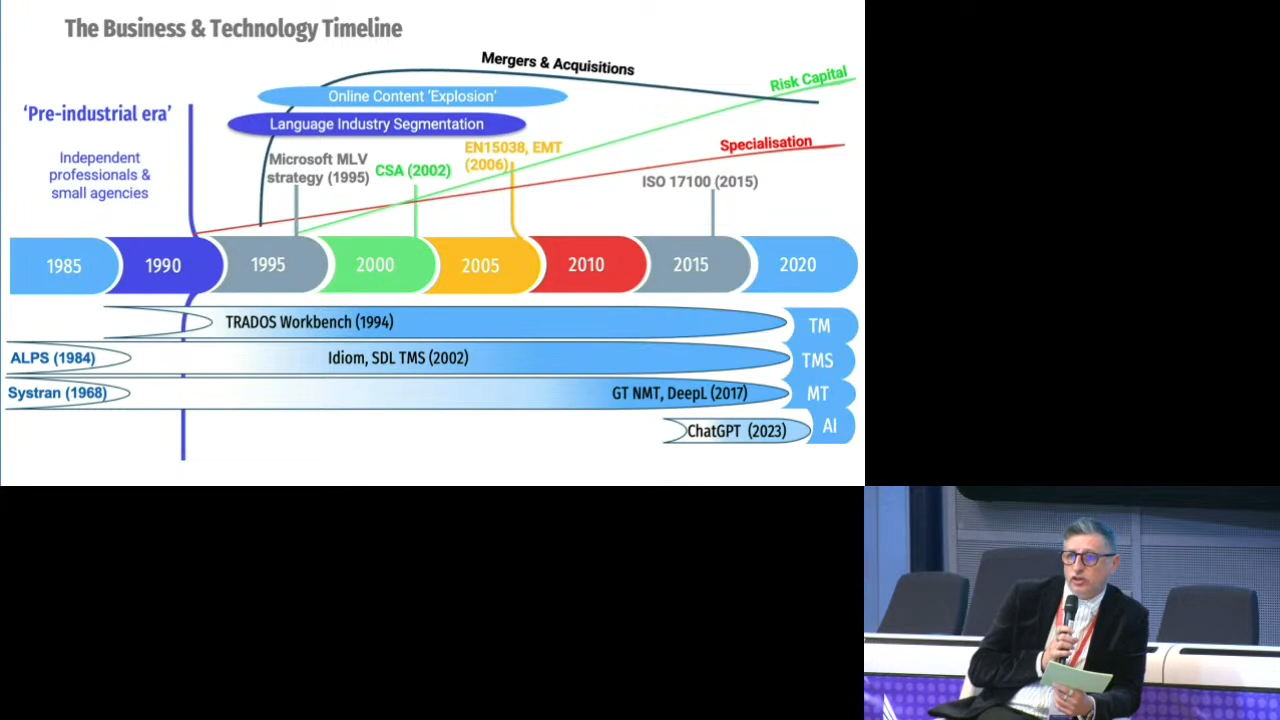 The Business & Technology Timeline
Mergers & Acquisitions
Risk Capital
Online Content ‘Explosion’
‘Pre-industrial era’
Language Industry Segmentation
Independent
professionals &
small agencies
Microsoft MLV
strategy (1995)
CSA (2002)
EN15038, EMT
(2006)
Specialisation
ISO 17100 (2015)
1985
1990
1995
2000
2005
2010
2015
2020
TRADOS Workbench (1994)
TM
ALPS (1984)
Idiom, SDL TMS (2002)
TMS
Systran (1968)
GT NMT, DeepL (2017)
MT
ChatGPT (2023)
AI